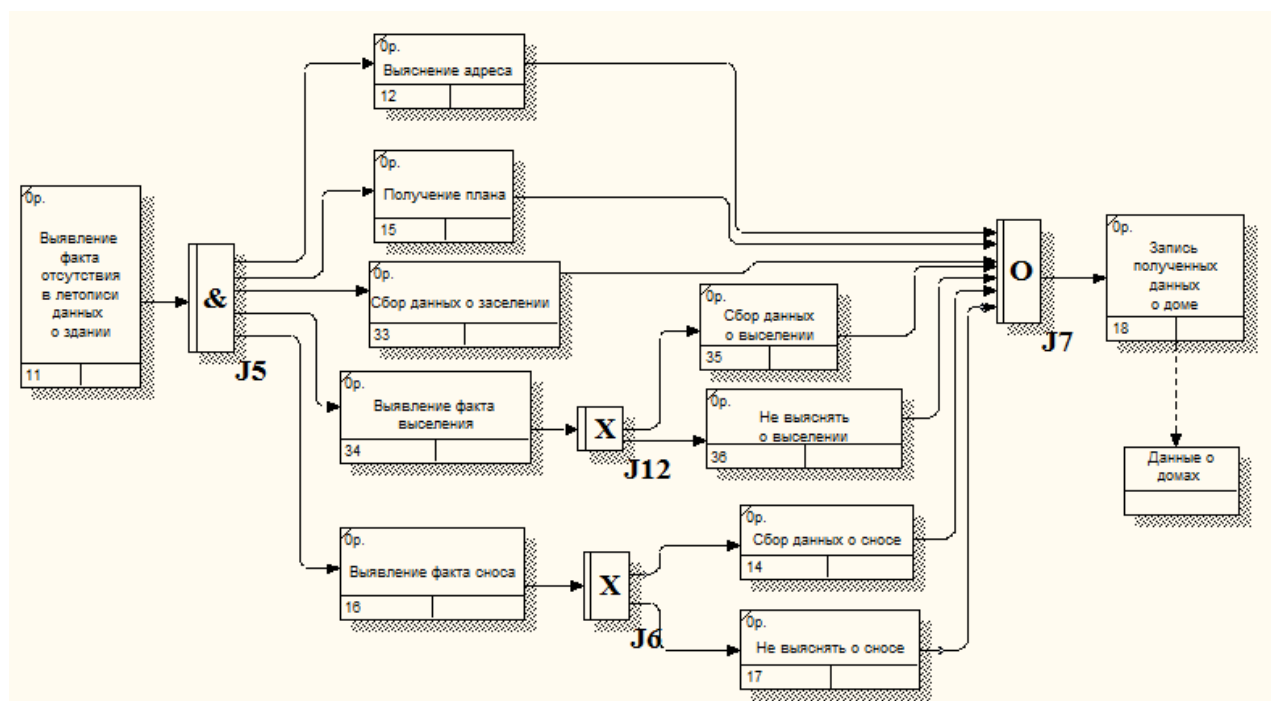 0р.
Выявление
факта
отсутствия
в летописи
данных
о здании
11
&
J5
0р.
Выяснение адреса
12
0р.
Получение плана
15
0р.
Сбор данных о заселении
33
0р.
Выявление факта
выселения
34
X
J12
0р.
Сбор данных
о выселении
35
0р.
Не выяснять
о выселении
36
0р.
Выявление факта сноса
16
X
J6
0р.
Сбор данных о сносе
14
0р.
Не выяснять о сносе
17
O
J7
0р.
Запись
полученных
данных
о доме
18
Данные о
домах